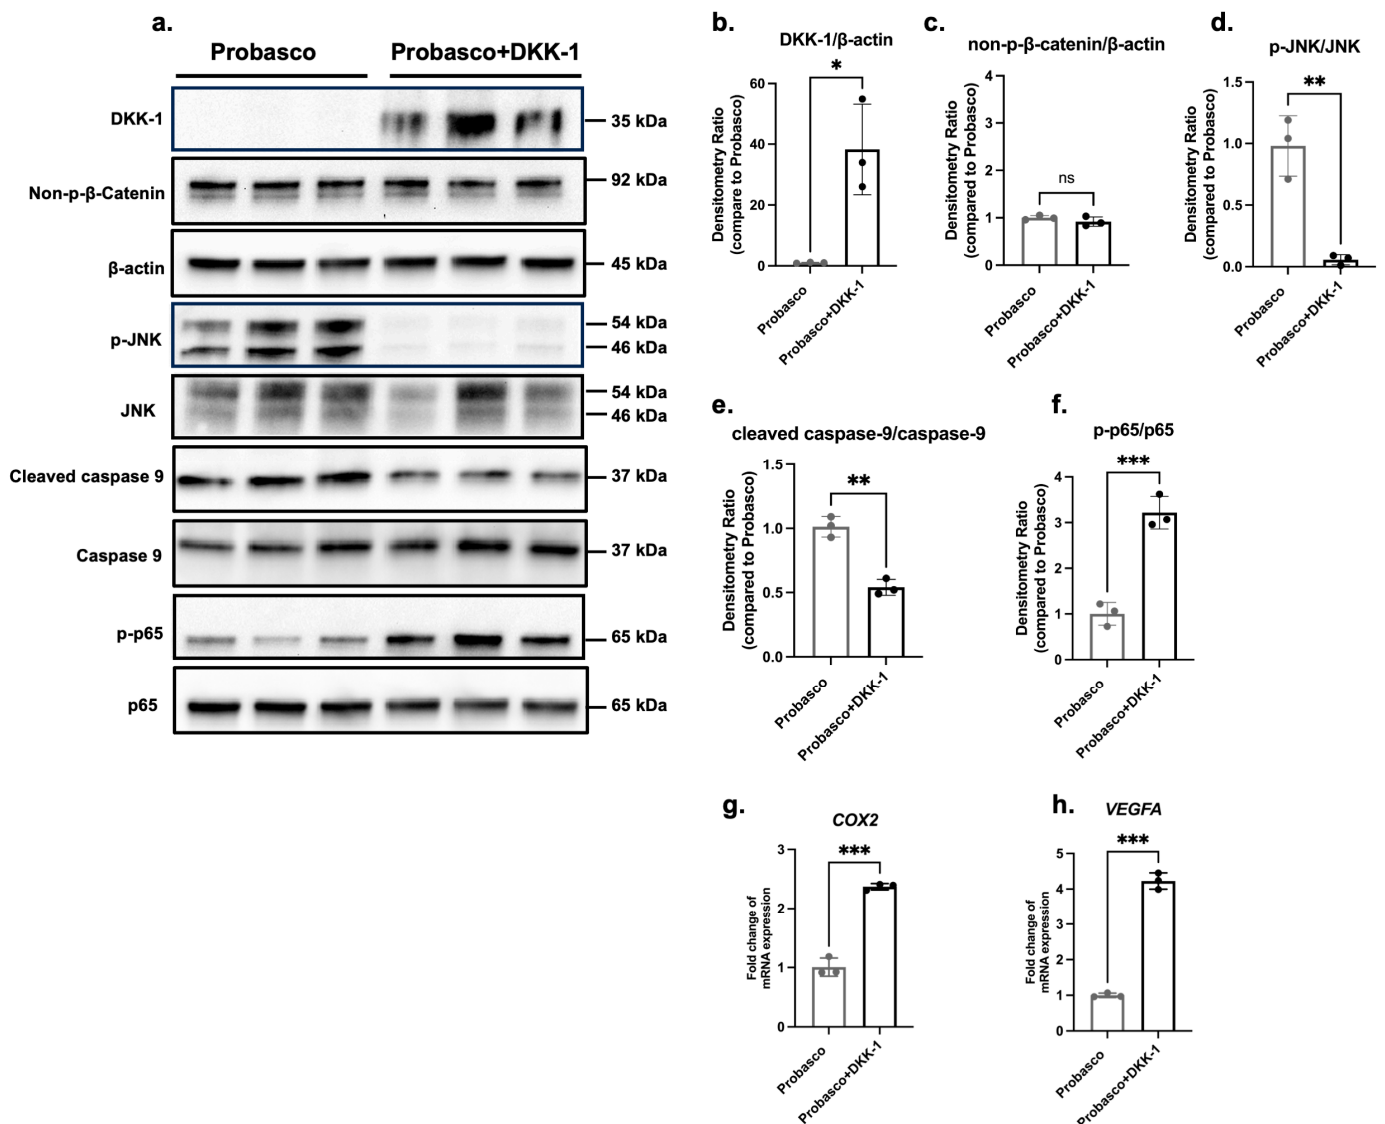 a.
Probasco
Probasco+DKK-1
DKK-1
35 kDa
Non-p-β-Catenin
92 kDa
β-actin
45 kDa
p-JNK
54 kDa
46 kDa
JNK
54 kDa
46 kDa
Cleaved caspase 9
37 kDa
Caspase 9
37 kDa
p-p65
65 kDa
p65
65 kDa
b.
DKK-1/β-actin
Densitometry Ratio
(compare to Probasco)
60
40
20
0
*
Probasco
Probasco+DKK-1
c.
non-p-β-catenin/β-actin
Densitometry Ratio
(compared to Probasco)
4
3
2
1
0
ns
Probasco
Probasco+DKK-1
d.
p-JNK/JNK
Densitometry Ratio
(compared to Probasco)
1.5
1.0
0.5
0.0
**
Probasco
Probasco+DKK-1
e.
cleaved caspase-9/caspase-9
Densitometry Ratio
(compared to Probasco)
1.5
1.0
0.5
0.0
**
Probasco
Probasco+DKK-1
f.
p-p65/p65
Densitometry Ratio
(compared to Probasco)
4
3
2
1
0
***
Probasco
Probasco+DKK-1
g.
COX2
Fold change of
mRNA expression
3
2
1
0
***
Probasco
Probasco+DKK-1
h.
VEGFA
Fold change of
mRNA expression
5
4
3
2
1
0
***
Probasco
Probasco+DKK-1